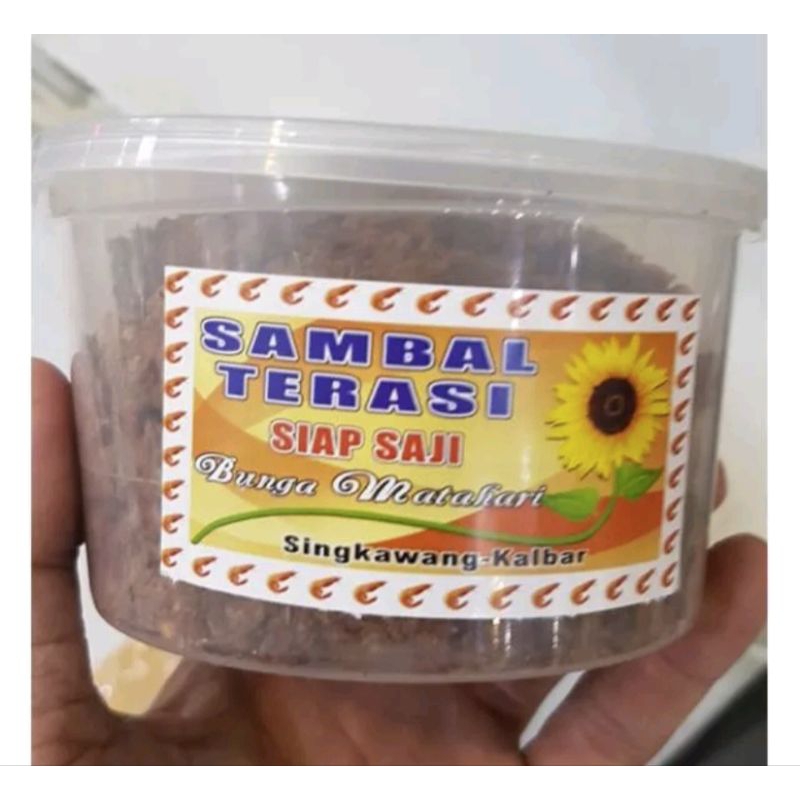 SAMBAL
TERASI
SIAP SAJI
Bunga Matahari
Singkawang-Kalbar